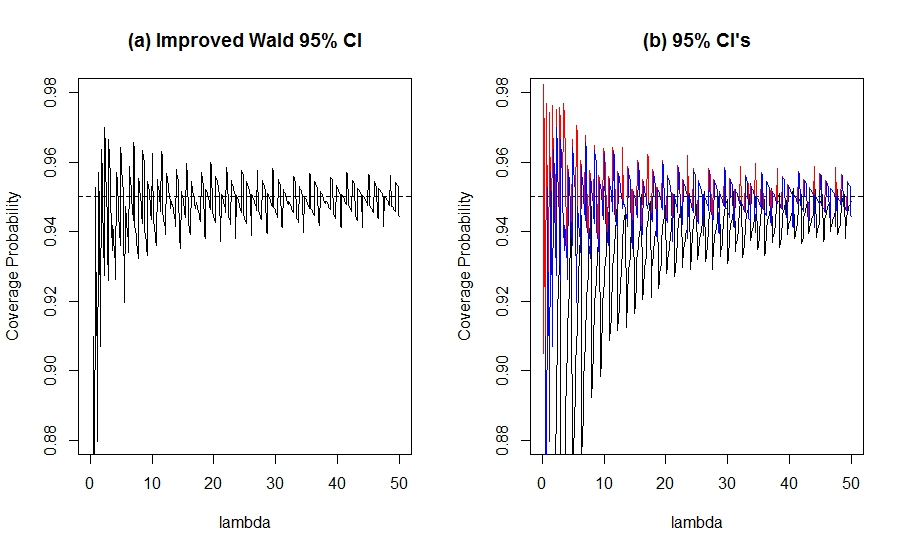 (a) Improved Wald 95% CI
Coverage Probability
0.98
0.96
0.94
0.92
0.90
0.88
0 10 20 30 40 50
lambda
(b) 95% CI's
Coverage Probability
0.98
0.96
0.94
0.92
0.90
0.88
0 10 20 30 40 50
lambda